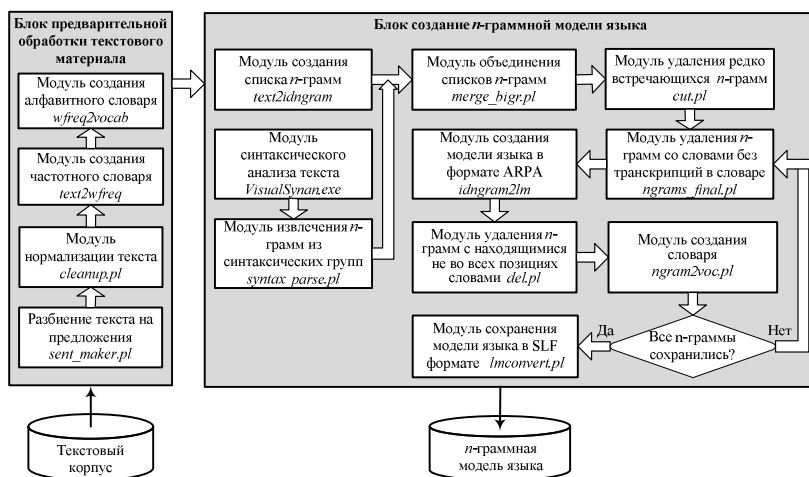 Блок предварительной
обработки текстового
материала
Модуль создания
алфавитного словаря
wfreq2vocab
Модуль создания
частотного словаря
text2wfreq
Модуль
нормализации текста
cleanup.pl
Разбиение текста на
предложения
sent_maker.pl
Текстовый
корпус
Блок создание n-граммной модели языка
Модуль создания
списка n-грамм
text2idngram
Модуль объединения
списков n-грамм
merge_bigr.pl
Модуль удаления редко
встречающихся n-грамм
cut.pl
Модуль
синтаксического
анализа текста
VisualSynan.exe
Модуль создания
модели языка в
формате ARPA
idngram2lm
Модуль удаления n-
грамм со словами без
транскрипций в словаре
ngrams_final.pl
Модуль извлечения n-
грамм из
синтаксических групп
syntax_parse.pl
Модуль удаления n-
грамм с находящимися
не во всех позициях
словами del.pl
Модуль создания
словаря
ngram2voc.pl
Модуль сохранения
модели языка в SLF
формате lmconvert.pl
Да
Все n-граммы
сохранились?
Нет
n-граммная
модель языка